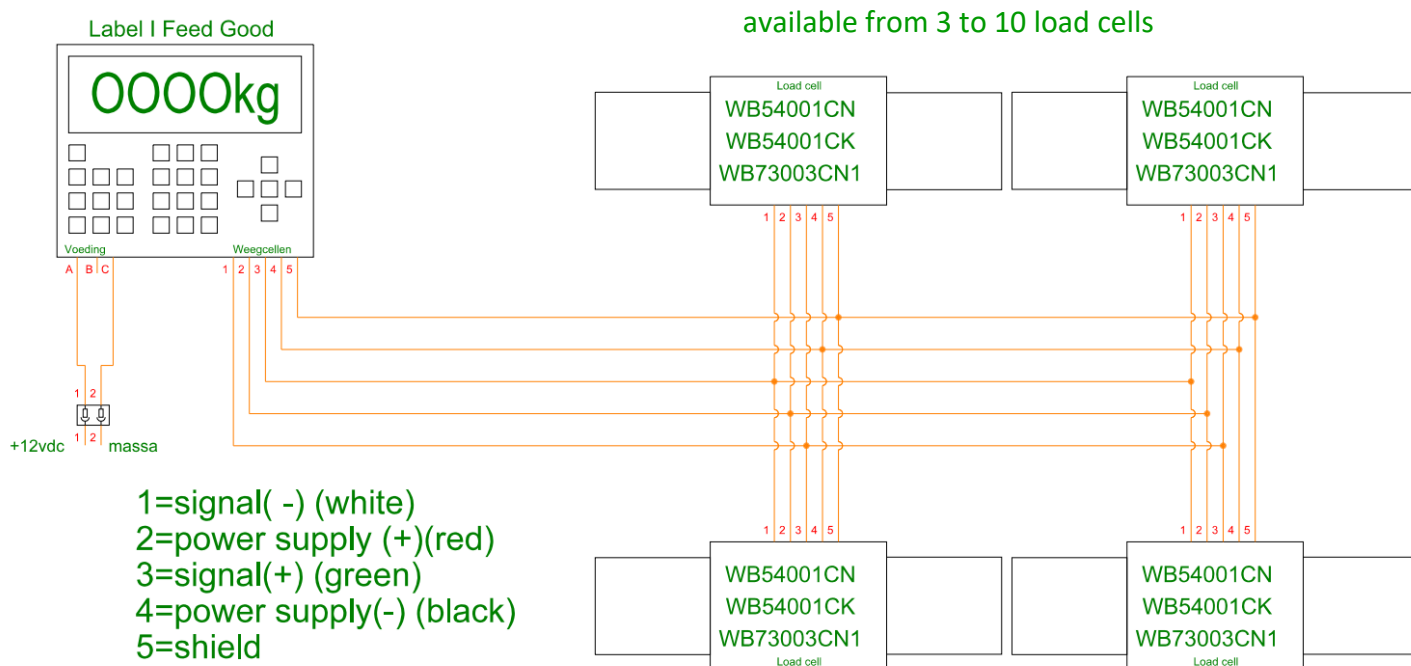 Label I Feed Good
available from 3 to 10 load cells
OOOOkg
Voeding
Weegcellen
A B C
1 2 3 4 5
Load cell
WB54001CN
WB54001CK
WB73003CN1
1 2 3 4 5
Load cell
WB54001CN
WB54001CK
WB73003CN1
1 2 3 4 5
1 2
+12vdc 1 2 massa
1=signal( -) (white)
2=power supply (+)(red)
3=signal(+) (green)
4=power supply(-) (black)
5=shield
1 2 3 4 5
WB54001CN
WB54001CK
WB73003CN1
Load cell
1 2 3 4 5
WB54001CN
WB54001CK
WB73003CN1
Load cell